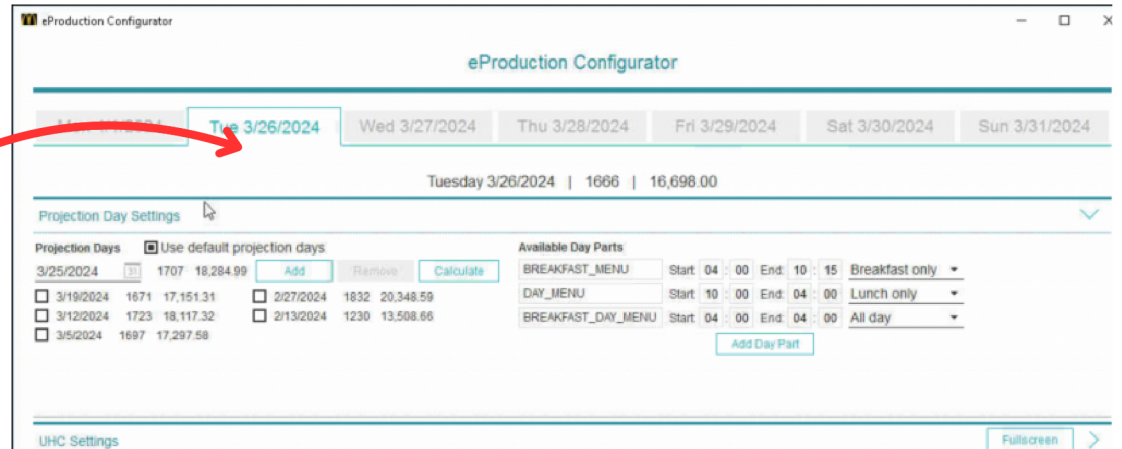 eProduction Configurator
eProduction Configurator
Tue 3/26/2024 Wed 3/27/2024 Thu 3/28/2024 Fri 3/29/2024 Sat 3/30/2024 Sun 3/31/2024
Tuesday 3/26/2024 | 1666 | 16,698.00
Projection Day Settings
Projection Days Use default projection days Available Day Parts
3/25/2024 31 1707 18,284.99 Add Remove Calculate BREAKFAST_MENU Start 04 : 00 End: 10 : 15 Breakfast only
3/19/2024 1671 17,151.31 2/27/2024 1832 20,348.59 DAY_MENU Start 10 : 00 End: 04 : 00 Lunch only
3/12/2024 1723 18,117.32 2/13/2024 1230 13,508.66 BREAKFAST_DAY_MENU Start 04 : 00 End: 04 : 00 All day
3/5/2024 1697 17,297.58 Add Day Part
UHC Settings Fullscreen